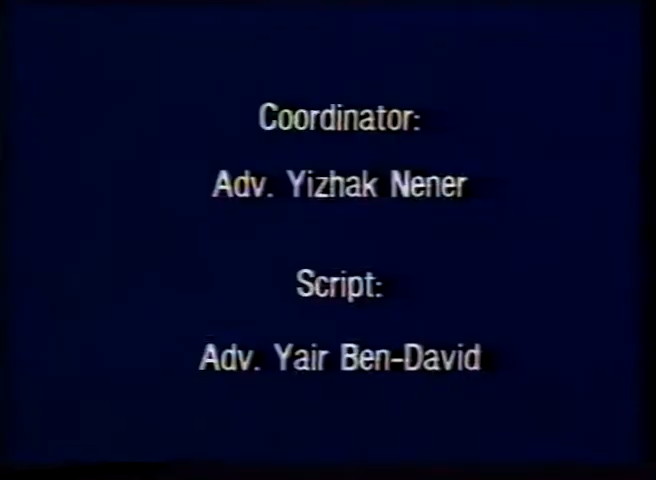 Coordinator:
Adv. Yizhak Nener
Script:
Adv. Yair Ben-David